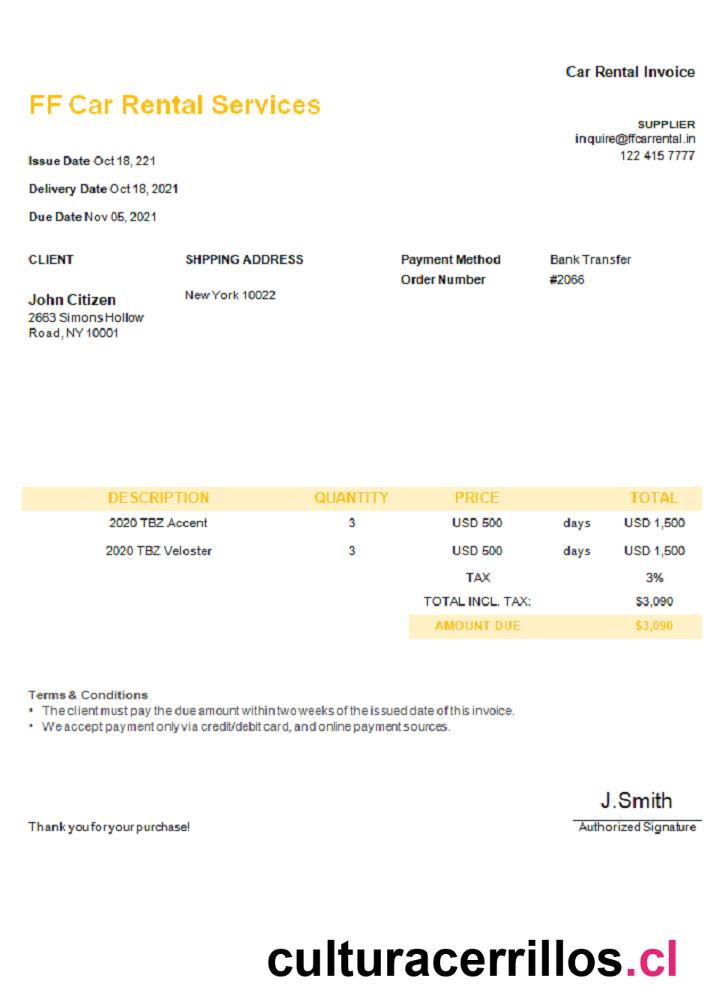 Car Rental Invoice
FF Car Rental Services
SUPPLIER
inquire@ffcarrental.in
122 415 7777
Issue Date Oct 18, 221
Delivery Date Oct 18, 2021
Due Date Nov 05, 2021
CLIENT SHPPING ADDRESS Payment Method Bank Transfer
Order Number #2066
John Citizen New York 10022
2663 Simons Hollow
Road, NY 10001
DESCRIPTION QUANTITY PRICE TOTAL
2020 TBZ Accent 3 USD 500 days USD 1,500
2020 TBZ Veloster 3 USD 500 days USD 1,500
TAX 3%
TOTAL INCL. TAX: $3,090
AMOUNT DUE $3,090
Terms & Conditions
• The client must pay the due amount within two weeks of the issued date of this invoice.
• We accept payment only via credit/debit card, and online payment sources.
J.Smith
Thank you for your purchase! Authorized Signature
culturacerrillos.cl